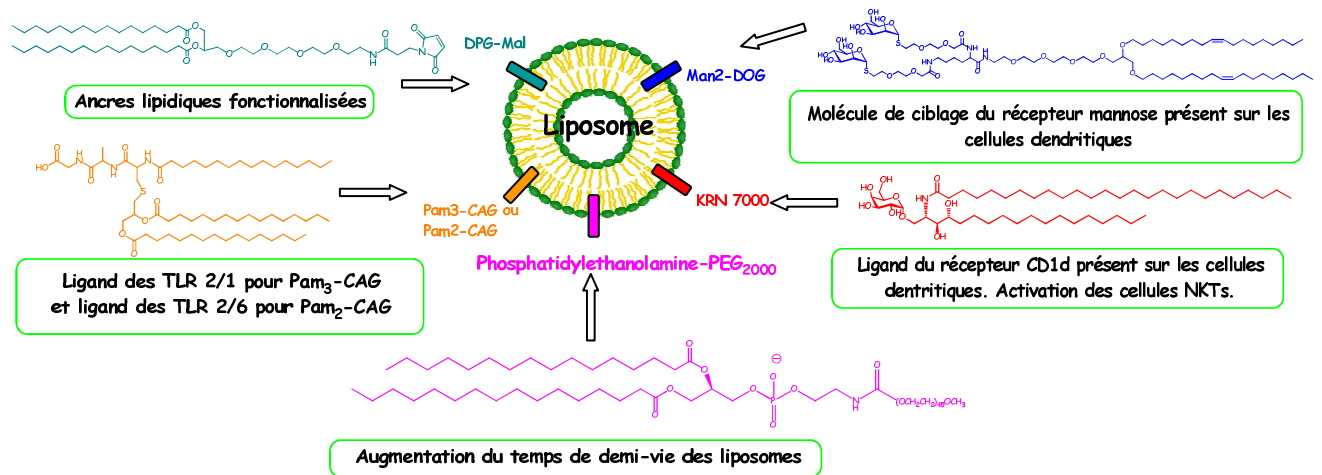 DPG-Mal
Ancres lipidiques fonctionnalisées
Liposome
Man2-DOG
Molécule de ciblage du récepteur mannose présent sur les
cellules dendritiques
Pam3-CAG ou
Pam2-CAG
Ligand des TLR 2/1 pour Pam3-CAG
et ligand des TLR 2/6 pour Pam2-CAG
KRN 7000
Ligand du récepteur CD1d présent sur les cellules
dentritiques. Activation des cellules NKTs.
Phosphatidylethanolamine-PEG2000
(OCH2CH2)45OCH3
Augmentation du temps de demi-vie des liposomes